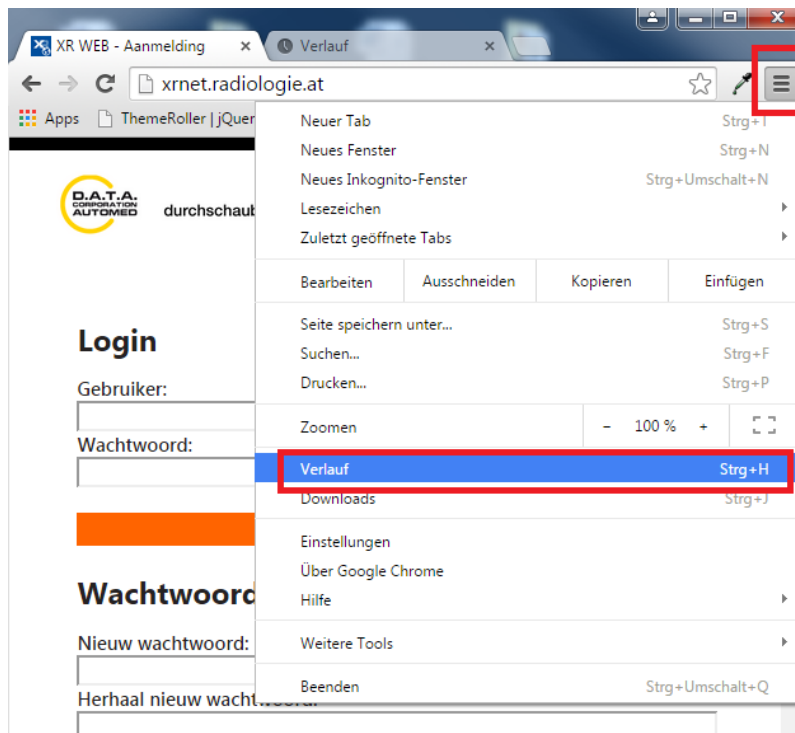 XR WEB - Aanmelding
Verlauf
xrnet.radiologie.at
Apps ThemeRoller | jQuer
Neuer Tab Strg+T
Neues Fenster Strg+N
Neues Inkognito-Fenster Strg+Umschalt+N
Lesezeichen
Zuletzt geöffnete Tabs
Bearbeiten Ausschneiden Kopieren Einfügen
Seite speichern unter... Strg+S
Suchen... Strg+F
Drucken... Strg+P
Zoomen - 100 % +
Verlauf Strg+H
Downloads Strg+J
Einstellungen
Über Google Chrome
Hilfe
Weitere Tools
Beenden Strg+Umschalt+Q
D.A.T.A.
CORPORATION
AUTOMED
durchschaub
Login
Gebruiker:
Wachtwoord:
Wachtwoord
Nieuw wachtwoord:
Herhaal nieuw wachtwoord: